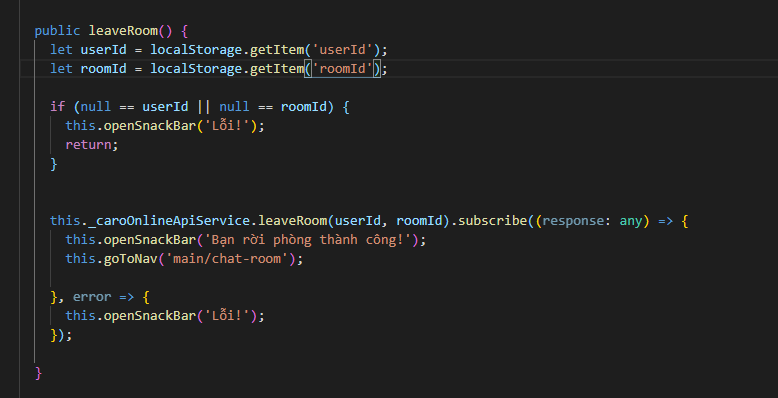 public leaveRoom() {
let userId = localStorage.getItem('userId');
let roomId = localStorage.getItem('roomId');
if (null == userId || null == roomId) {
this.openSnackBar('Lỗi!');
return;
}
this._caroOnlineApiService.leaveRoom(userId, roomId).subscribe((response: any) => {
this.openSnackBar('Bạn rời phòng thành công!');
this.goToNav('main/chat-room');
}, error => {
this.openSnackBar('Lỗi!');
});
}